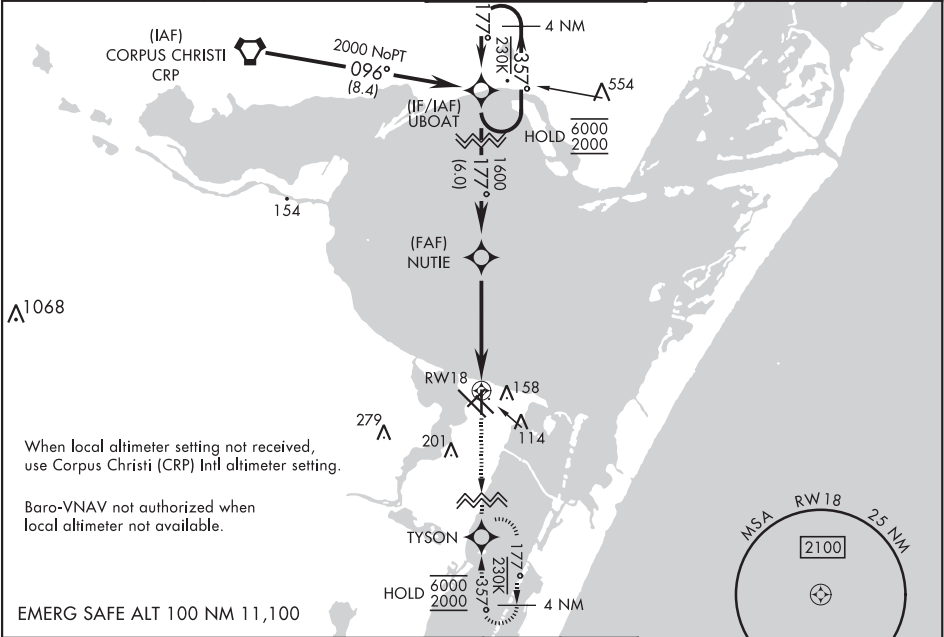 (IAF)
CORPUS CHRISTI
CRP
2000 NoPT
096°
(8.4)
177°
4 NM
230K
357°
554
(IF/IAF)
UBOAT
HOLD 6000
2000
1600
177°
(6.0)
154
(FAF)
NUTIE
1068
RW18
158
114
279
201
When local altimeter setting not received,
use Corpus Christi (CRP) Intl altimeter setting.
Baro-VNAV not authorized when
local altimeter not available.
TYSON
177°
230K
HOLD 6000
2000
357°
4 NM
EMERG SAFE ALT 100 NM 11,100
MSA RW18 25 NM
2100